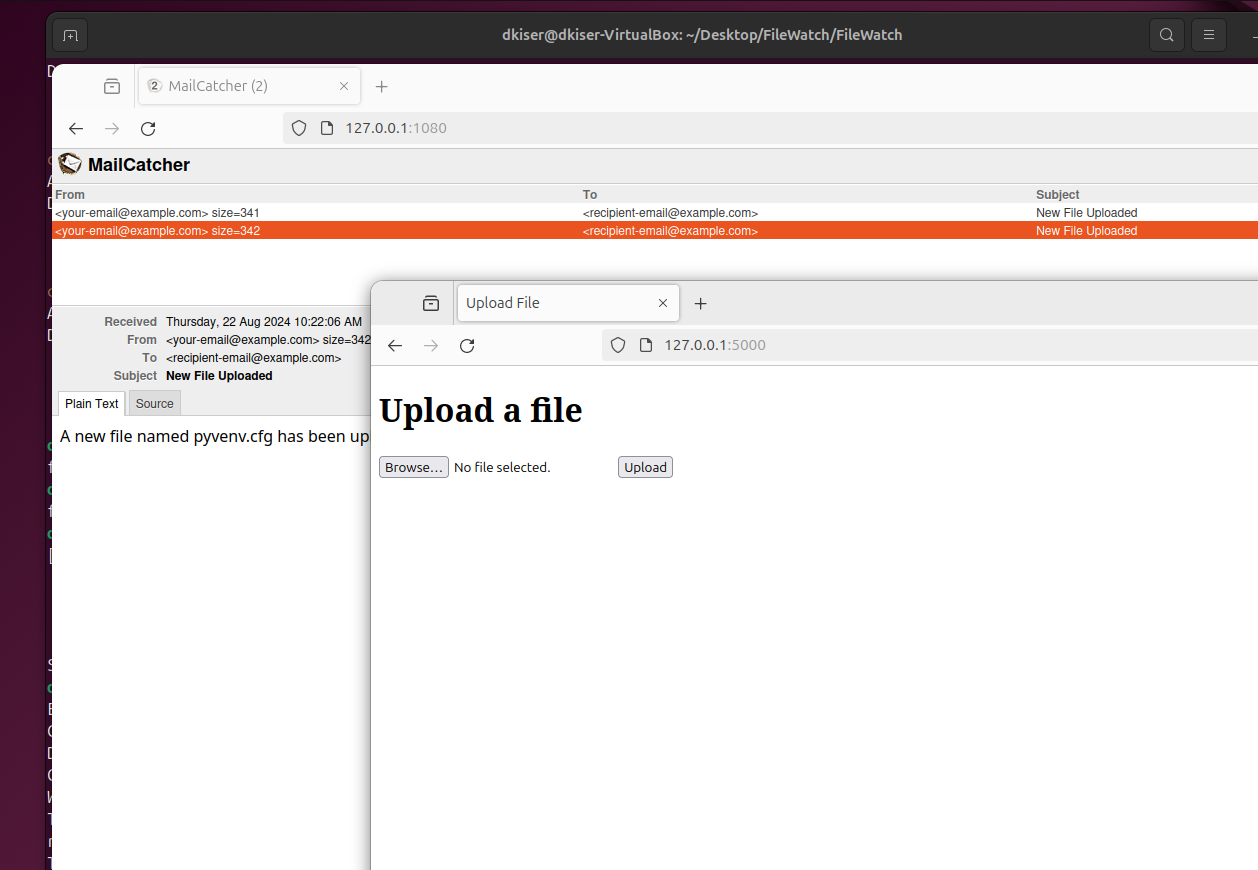 dkiser@dkiser-VirtualBox: ~/Desktop/FileWatch/FileWatch
2 MailCatcher (2)
127.0.0.1:1080
MailCatcher
From To Subject
<your-email@example.com> size=341 <recipient-email@example.com> New File Uploaded
<your-email@example.com> size=342 <recipient-email@example.com> New File Uploaded
Received Thursday, 22 Aug 2024 10:22:06 AM
From <your-email@example.com> size=342
To <recipient-email@example.com>
Subject New File Uploaded
Plain Text Source
A new file named pyvenv.cfg has been up
Upload File
127.0.0.1:5000
Upload a file
Browse… No file selected. Upload